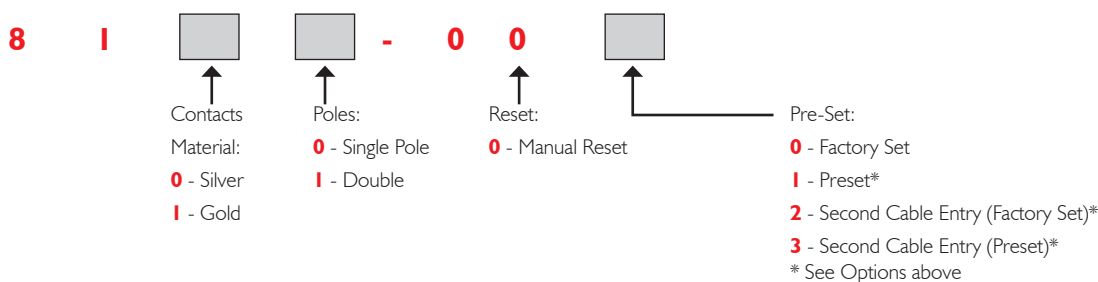 8 1 - 0 0
Contacts
Material:
0 - Silver
1 - Gold
Poles:
0 - Single Pole
1 - Double
Reset:
0 - Manual Reset
Pre-Set:
0 - Factory Set
1 - Preset*
2 - Second Cable Entry (Factory Set)*
3 - Second Cable Entry (Preset)*
* See Options above